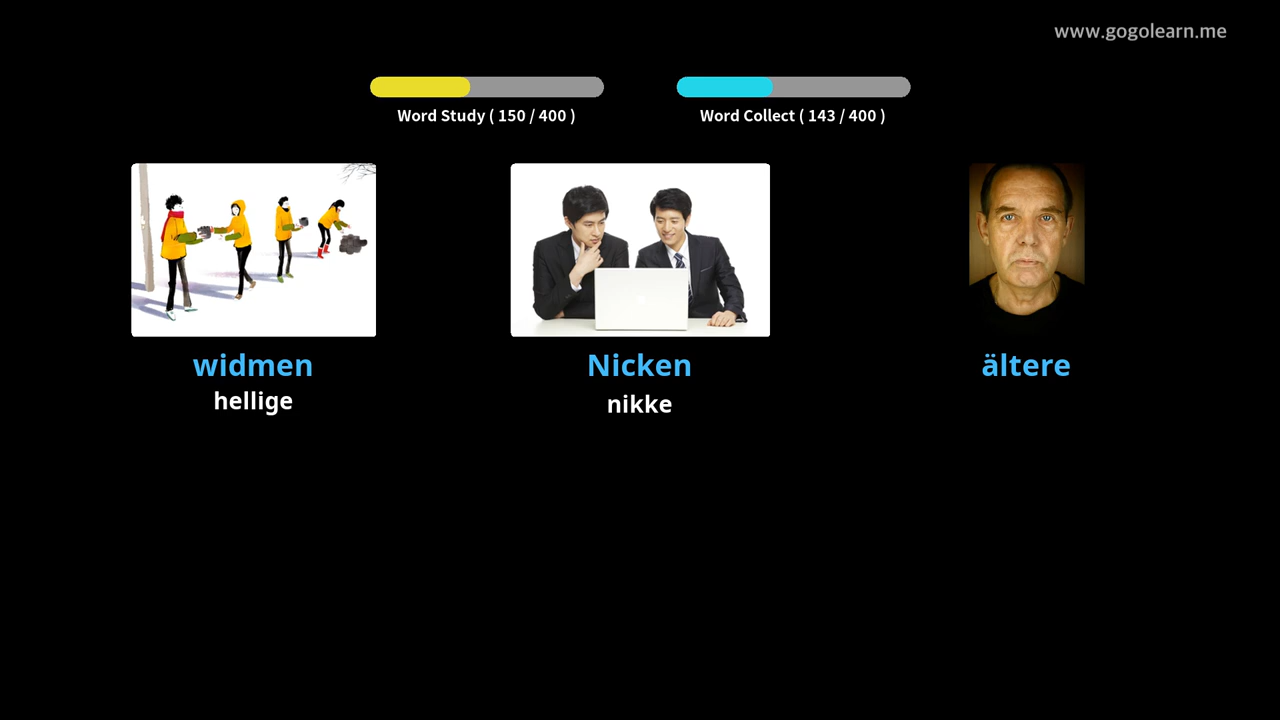 www.gogolearn.me
Word Study ( 150 / 400 )
Word Collect ( 143 / 400 )
widmen
hellige
Nicken
nikke
ältere